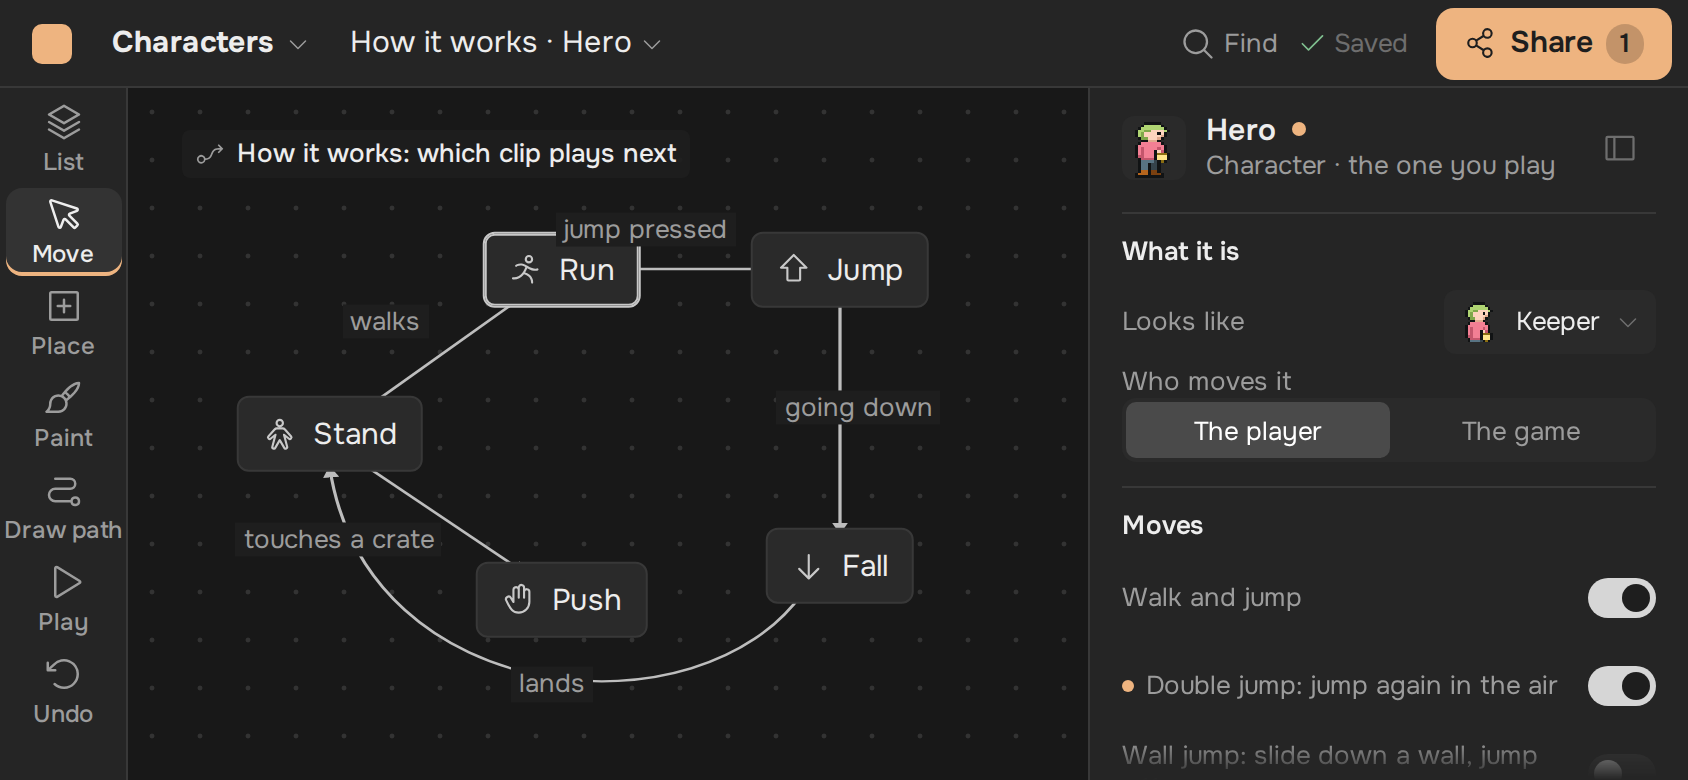 Characters
How it works · Hero
Find
Saved
Share 1
List
Move
Place
Paint
Draw path
Play
Undo
How it works: which clip plays next
jump pressed
Run
Jump
walks
going down
Stand
touches a crate
Fall
Push
lands
Hero
Character · the one you play
What it is
Looks like
Keeper
Who moves it
The player
The game
Moves
Walk and jump
Double jump: jump again in the air
Wall jump: slide down a wall, jump